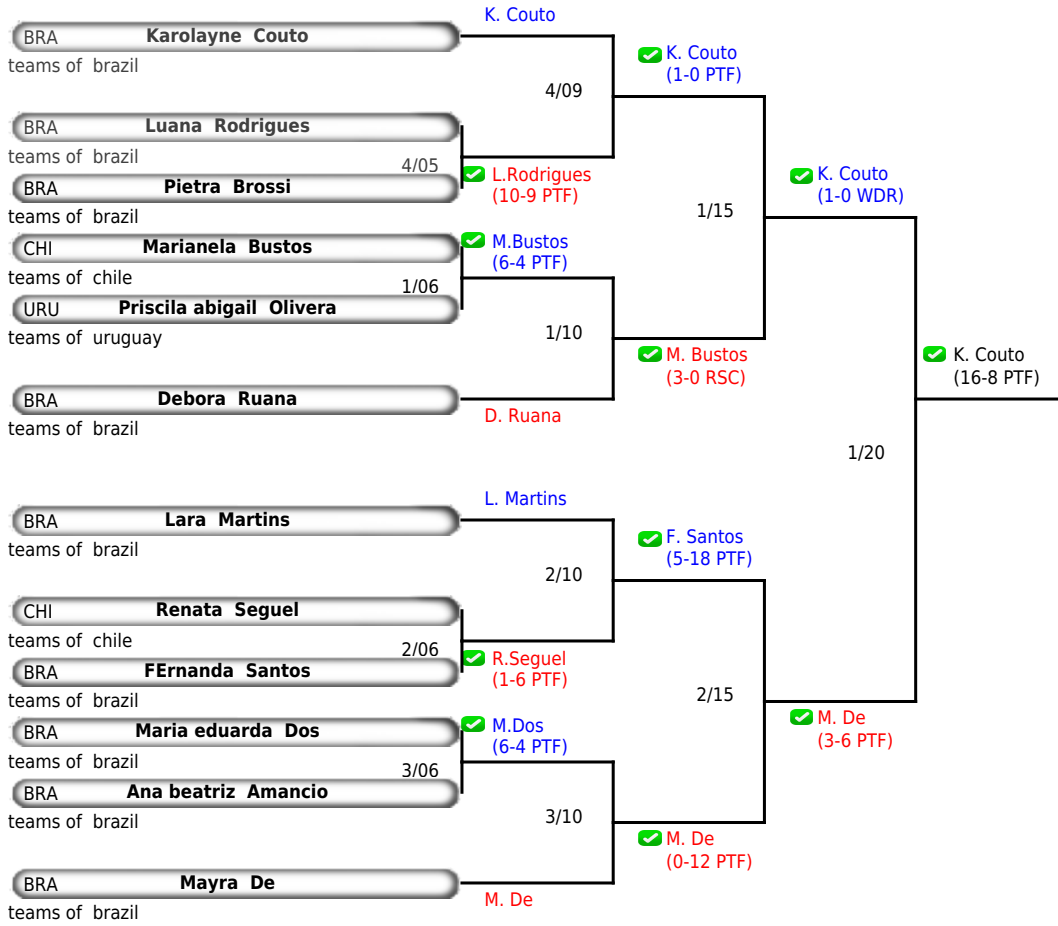 K. Couto
BRA Karolayne Couto
teams of brazil
K. Couto
(1-0 PTF)
4/09
BRA Luana Rodrigues
teams of brazil
4/05
L.Rodrigues
(10-9 PTF)
BRA Pietra Brossi
teams of brazil
K. Couto
(1-0 WDR)
1/15
CHI Marianela Bustos
teams of chile
M.Bustos
(6-4 PTF)
1/06
URU Priscila abigail Olivera
teams of uruguay
1/10
M. Bustos
(3-0 RSC)
K. Couto
(16-8 PTF)
BRA Debora Ruana
teams of brazil
D. Ruana
1/20
L. Martins
BRA Lara Martins
teams of brazil
F. Santos
(5-18 PTF)
2/10
CHI Renata Seguel
teams of chile
2/06
R.Seguel
(1-6 PTF)
BRA FErnanda Santos
teams of brazil
2/15
M. De
(3-6 PTF)
BRA Maria eduarda Dos
teams of brazil
M.Dos
(6-4 PTF)
3/06
BRA Ana beatriz Amancio
teams of brazil
3/10
M. De
(0-12 PTF)
BRA Mayra De
teams of brazil
M. De